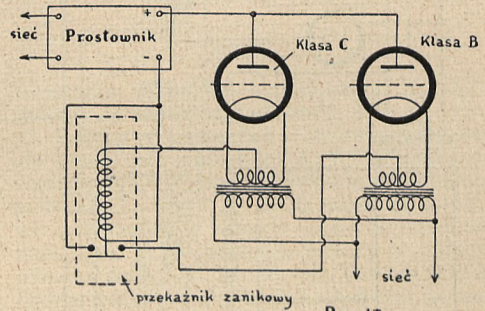 +
sieć
Prostownik
-
Klasa C
Klasa B
sieć
przekaźnik zanikowy